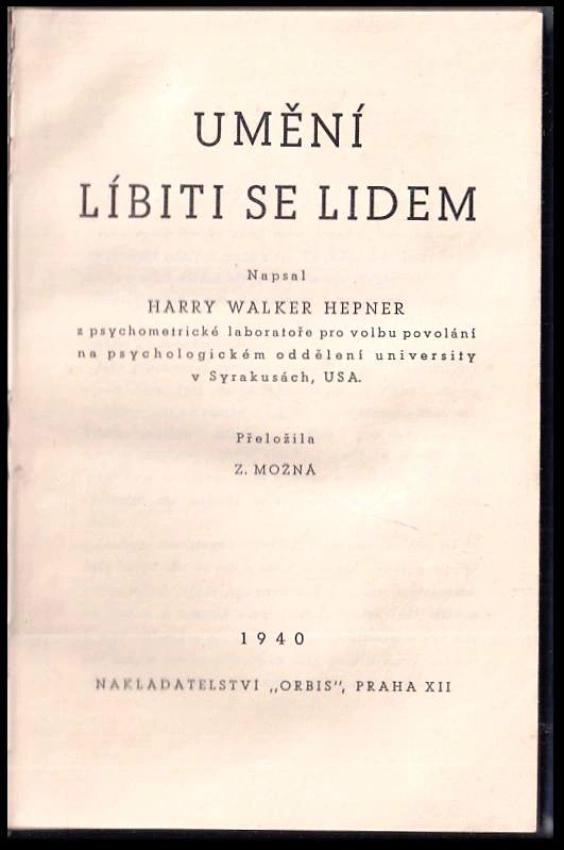 UMĚNÍ
LÍBITI SE LIDEM
Napsal
HARRY WALKER HEPNER
z psychometrické laboratoře pro volbu povolání
na psychologickém oddělení university
v Syrakusách, USA.
Přeložila
Z. MOŽNÁ
1940
NAKLADATELSTVÍ „ORBIS”, PRAHA XII